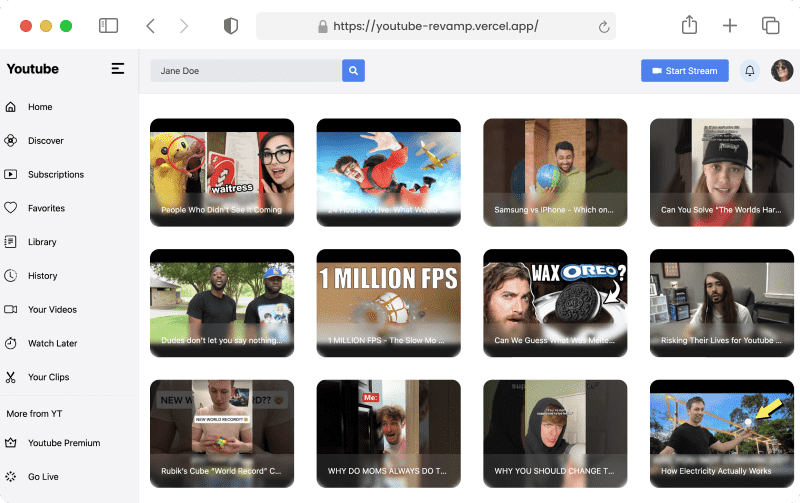 https://youtube-revamp.vercel.app/
Youtube
Jane Doe
Start Stream
Home
Discover
Subscriptions
Favorites
Library
History
Your Videos
Watch Later
Your Clips
More from YT
Youtube Premium
Go Live
waitress
People Who Didn't See It Coming
24 Hours To Live: What Would ...
Samsung vs iPhone - Which on...
Can You Solve "The Worlds Har...
Dudes don't let you say nothing...
1 MILLION FPS
1 MILLION FPS - The Slow Mo ...
WAX OREO?
Can We Guess What Was Melte...
Risking Their Lives for Youtube ...
NEW WORLD RECORD??
Rubik's Cube "World Record" C...
Me:
WHY DO MOMS ALWAYS DO T...
WHY YOU SHOULD CHANGE T...
How Electricity Actually Works